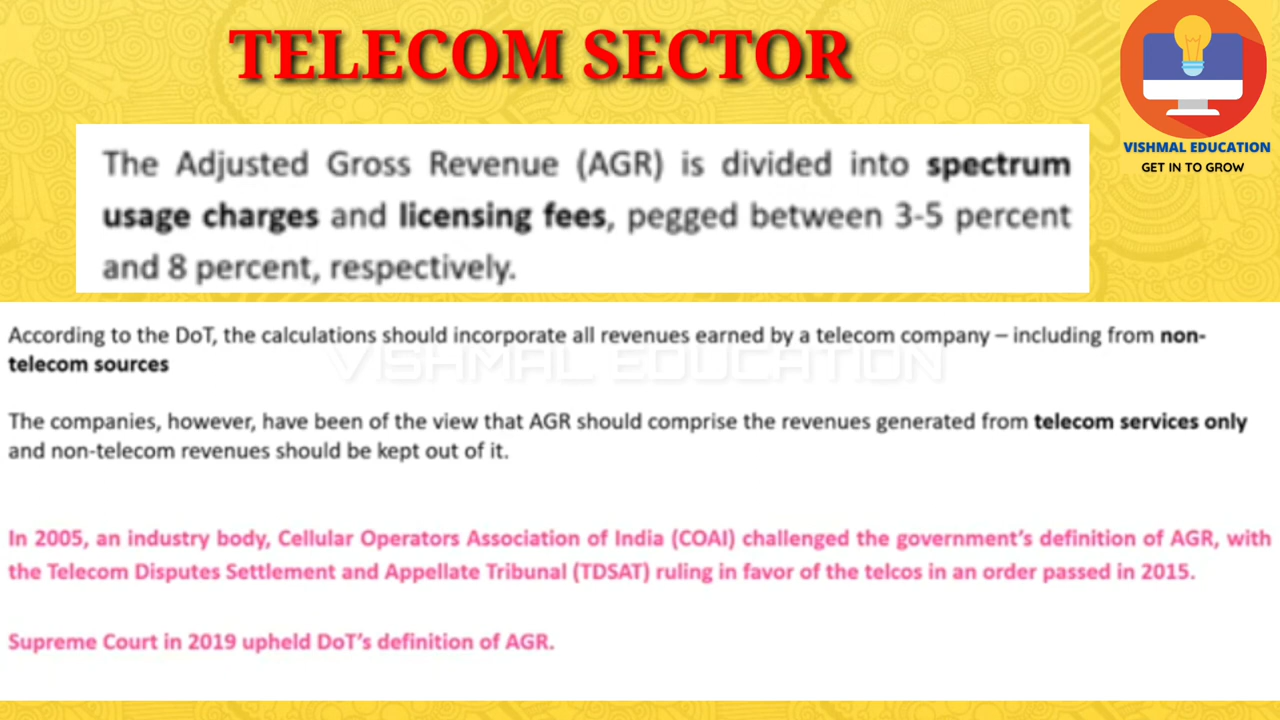 TELECOM SECTOR
VISHMAL EDUCATION
GET IN TO GROW
The Adjusted Gross Revenue (AGR) is divided into spectrum
usage charges and licensing fees, pegged between 3-5 percent
and 8 percent, respectively.
According to the DoT, the calculations should incorporate all revenues earned by a telecom company – including from non-
telecom sources
VISHMAL EDUCATION
The companies, however, have been of the view that AGR should comprise the revenues generated from telecom services only
and non-telecom revenues should be kept out of it.
In 2005, an industry body, Cellular Operators Association of India (COAI) challenged the government's definition of AGR, with
the Telecom Disputes Settlement and Appellate Tribunal (TDSAT) ruling in favor of the telcos in an order passed in 2015.
Supreme Court in 2019 upheld DoT's definition of AGR.